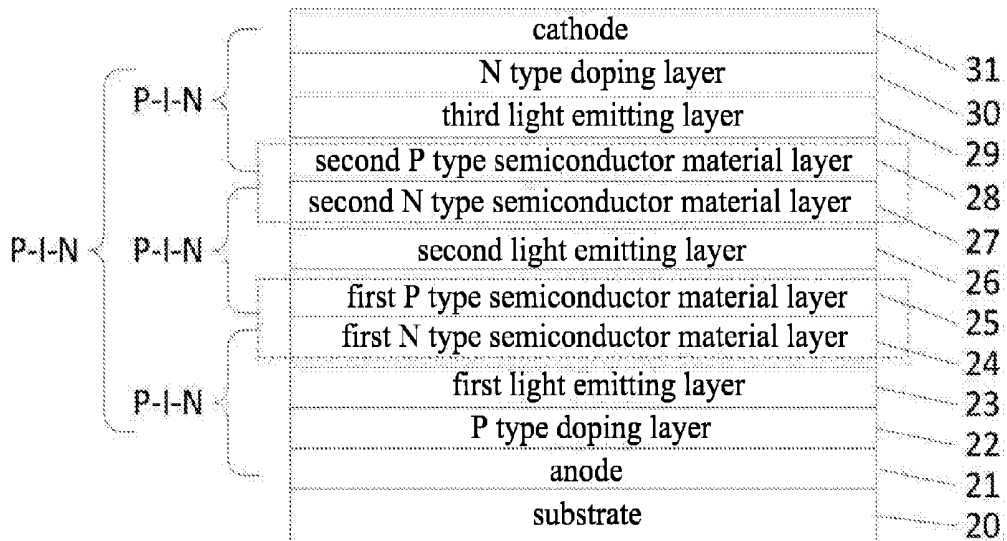 cathode
31
N type doping layer
P-I-N
30
third light emitting layer
29
second P type semiconductor material layer
28
second N type semiconductor material layer
27
P-I-N
P-I-N
second light emitting layer
26
first P type semiconductor material layer
25
first N type semiconductor material layer
24
first light emitting layer
23
P-I-N
P type doping layer
22
anode
21
substrate
20